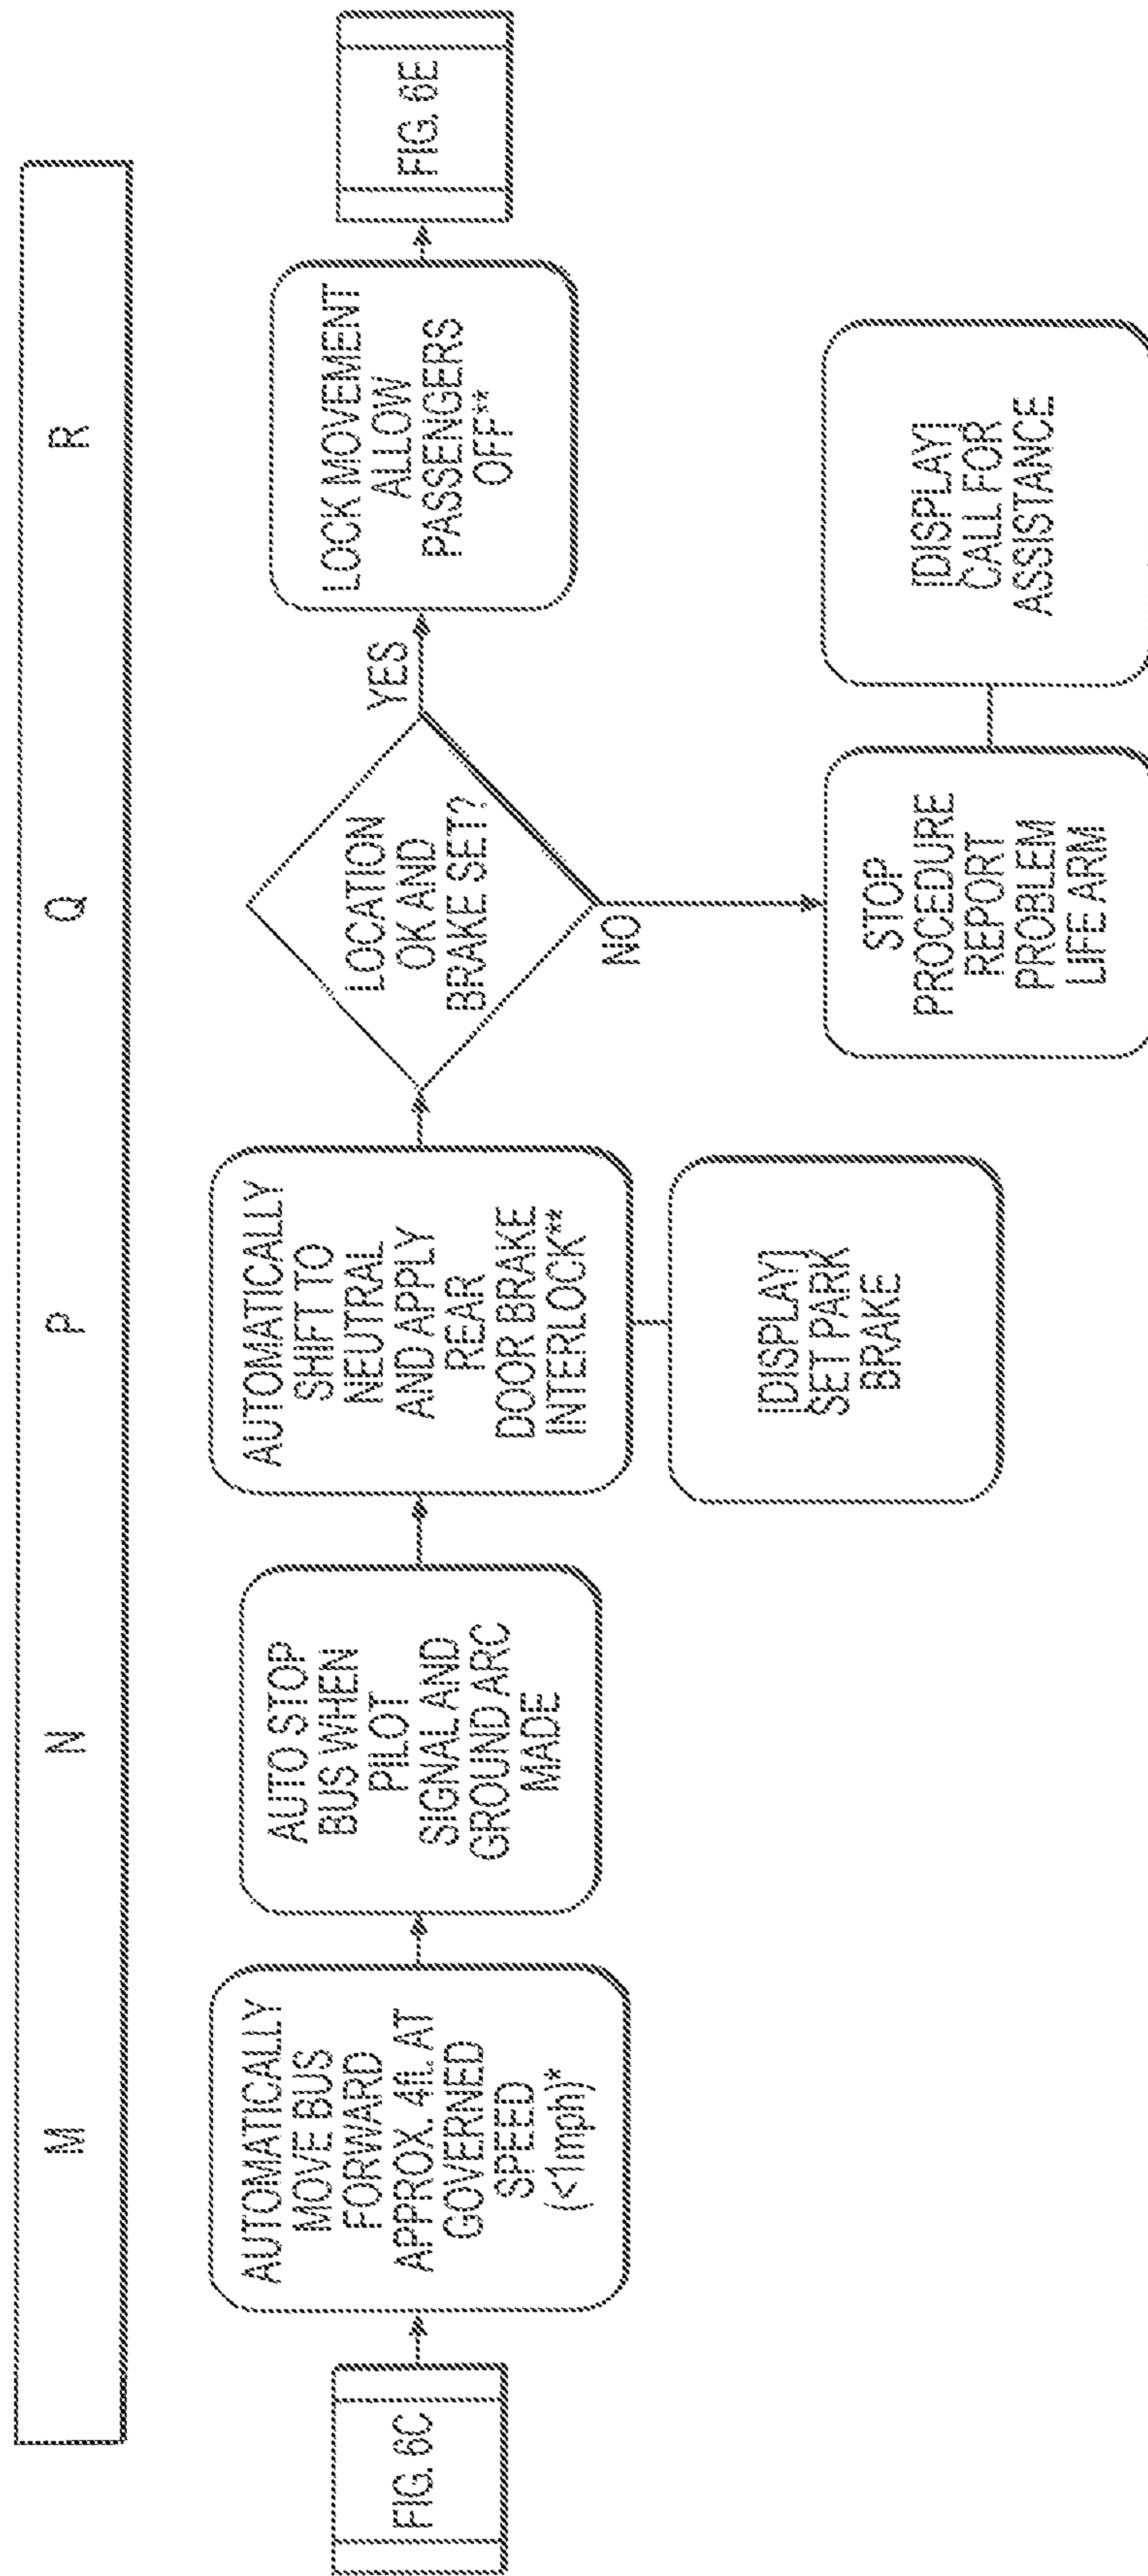 M
N
P
Q
R
FIG. 6C
AUTOMATICALLY
MOVE BUS
FORWARD
APPROX. 4ft. AT
GOVERNED
SPEED
(<1mph)*
AUTO STOP
BUS WHEN
PILOT
SIGNAL AND
GROUND ARC
MADE
AUTOMATICALLY
SHIFT TO
NEUTRAL
AND APPLY
REAR
DOOR BRAKE
INTERLOCK**
[DISPLAY]
SET PARK
BRAKE
LOCATION
OK AND
BRAKE SET?
YES
NO
LOCK MOVEMENT
ALLOW
PASSENGERS
OFF**
FIG. 6E
STOP
PROCEDURE
REPORT
PROBLEM
LIFE ARM
[DISPLAY]
CALL FOR
ASSISTANCE